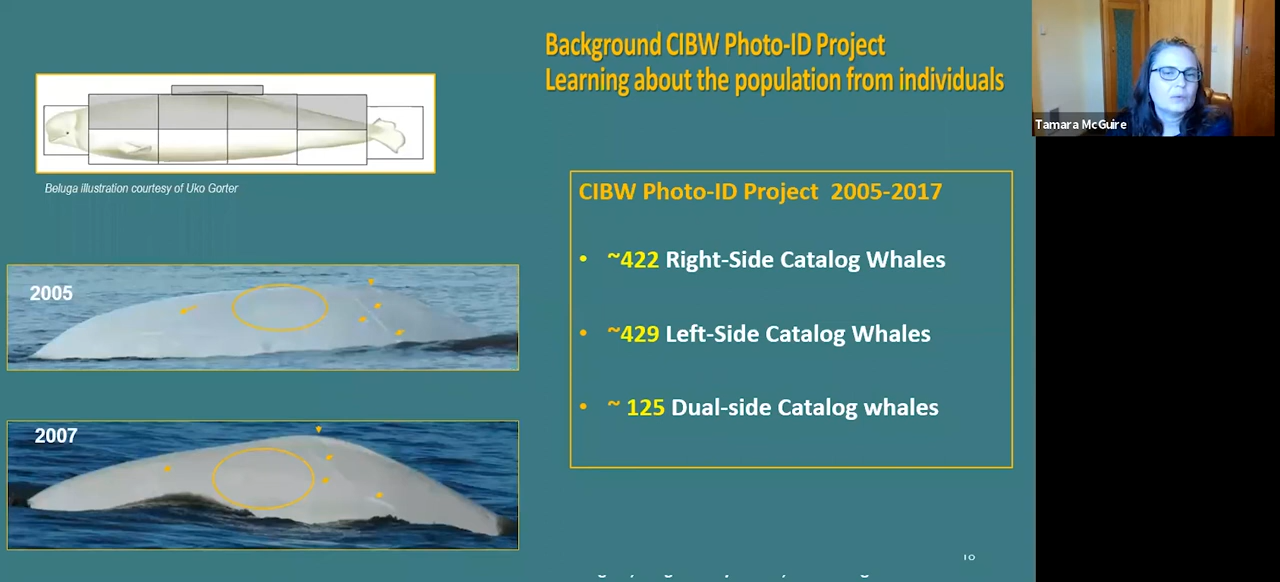 Background CIBW Photo-ID Project
Learning about the population from individuals
Tamara McGuire
Beluga illustration courtesy of Uko Gorter
CIBW Photo-ID Project 2005-2017
• ~422 Right-Side Catalog Whales
• ~429 Left-Side Catalog Whales
• ~ 125 Dual-side Catalog whales
2005
2007